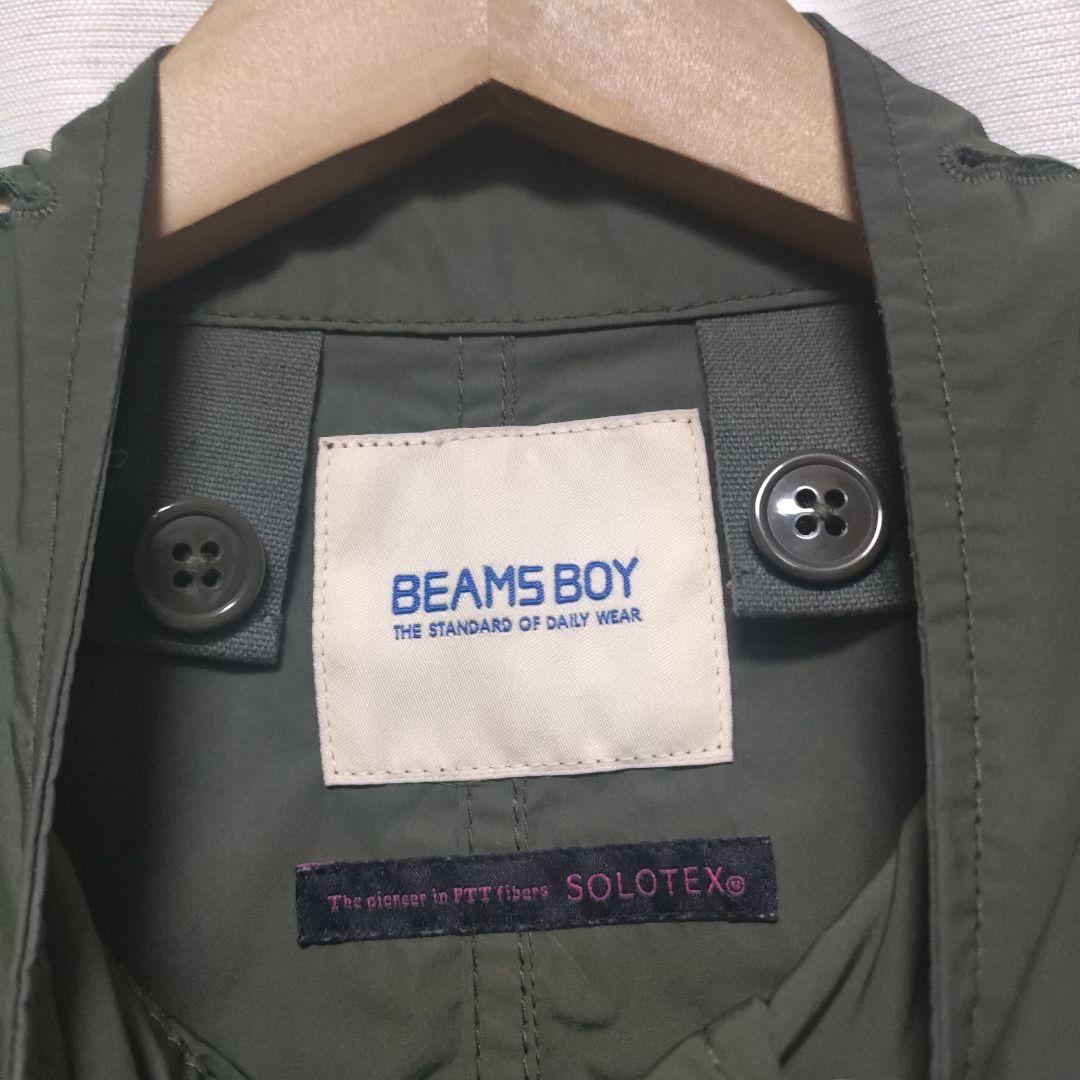 BEAMS BOY
THE STANDARD OF DAILY WEAR
The pioneer in PTT fibers SOLOTEX®